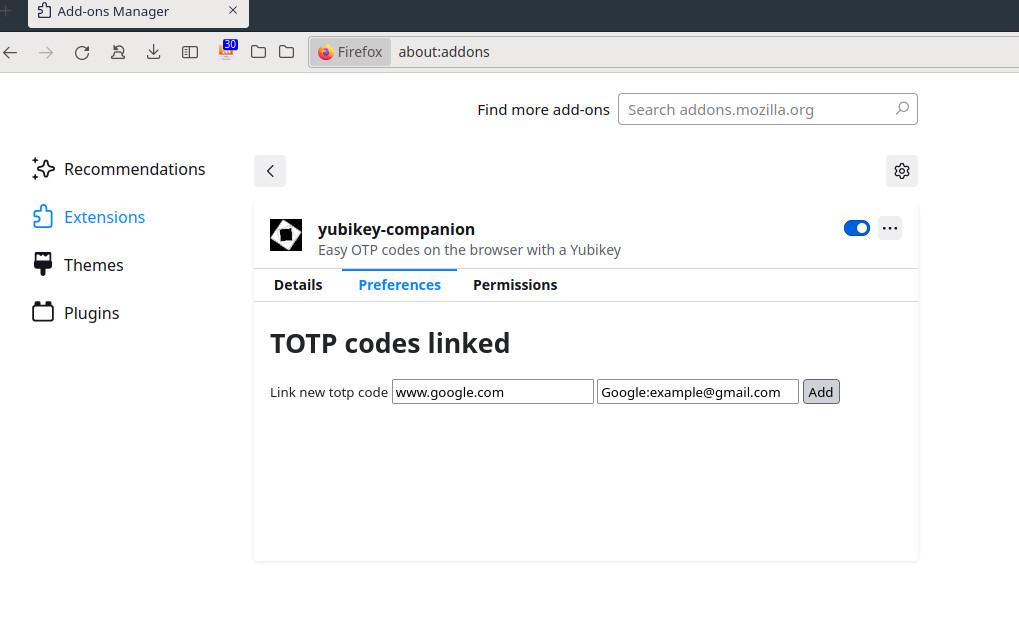 Add-ons Manager
30
Firefox about:addons
Find more add-ons Search addons.mozilla.org
Recommendations
Extensions
Themes
Plugins
yubikey-companion
Easy OTP codes on the browser with a Yubikey
Details Preferences Permissions
TOTP codes linked
Link new totp code www.google.com Google:example@gmail.com Add